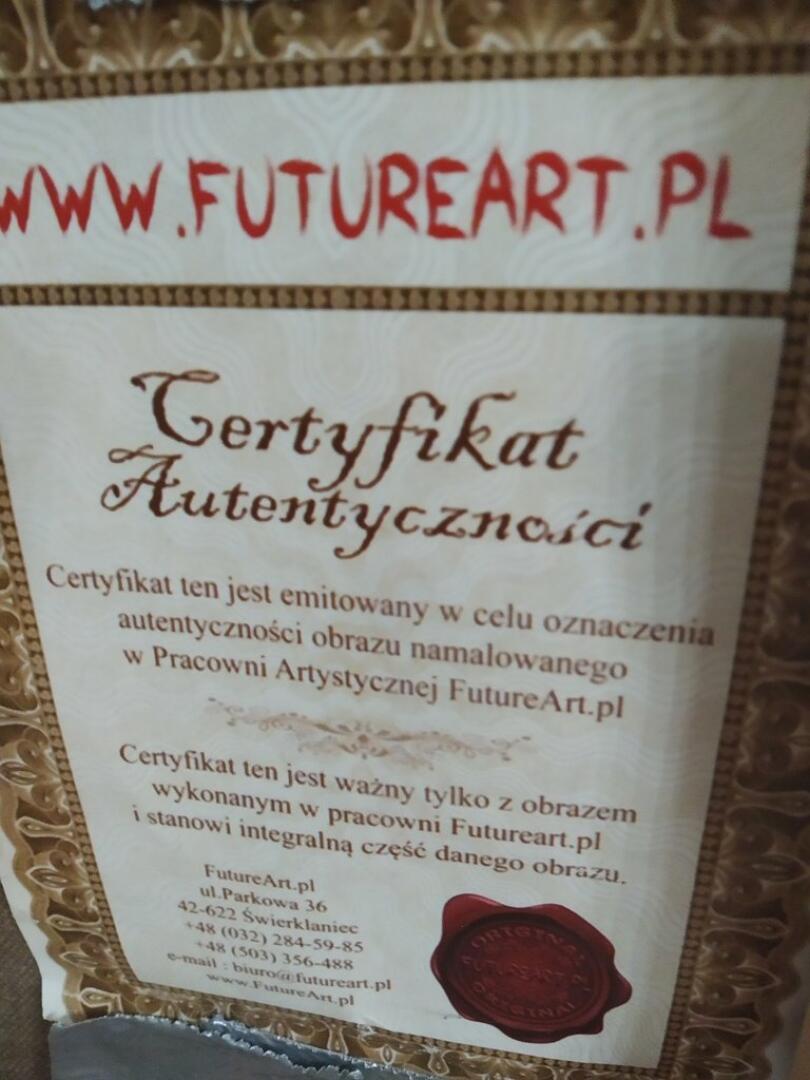 WWW.FUTUREART.PL
Certyfikat
Autentyczności
Certyfikat ten jest emitowany w celu oznaczenia
autentyczności obrazu namalowanego
w Pracowni Artystycznej FutureArt.pl
Certyfikat ten jest ważny tylko z obrazem
wykonanym w pracowni Futureart.pl
i stanowi integralną część danego obrazu.
FutureArt.pl
ul.Parkowa 36
42-622 Świerklaniec
+48 (032) 284-59-85
+48 (503) 356-488
e-mail : biuro@futureart.pl
www.FutureArt.pl
ORIGINAL
FUTUREART.PL
ORIGINAL